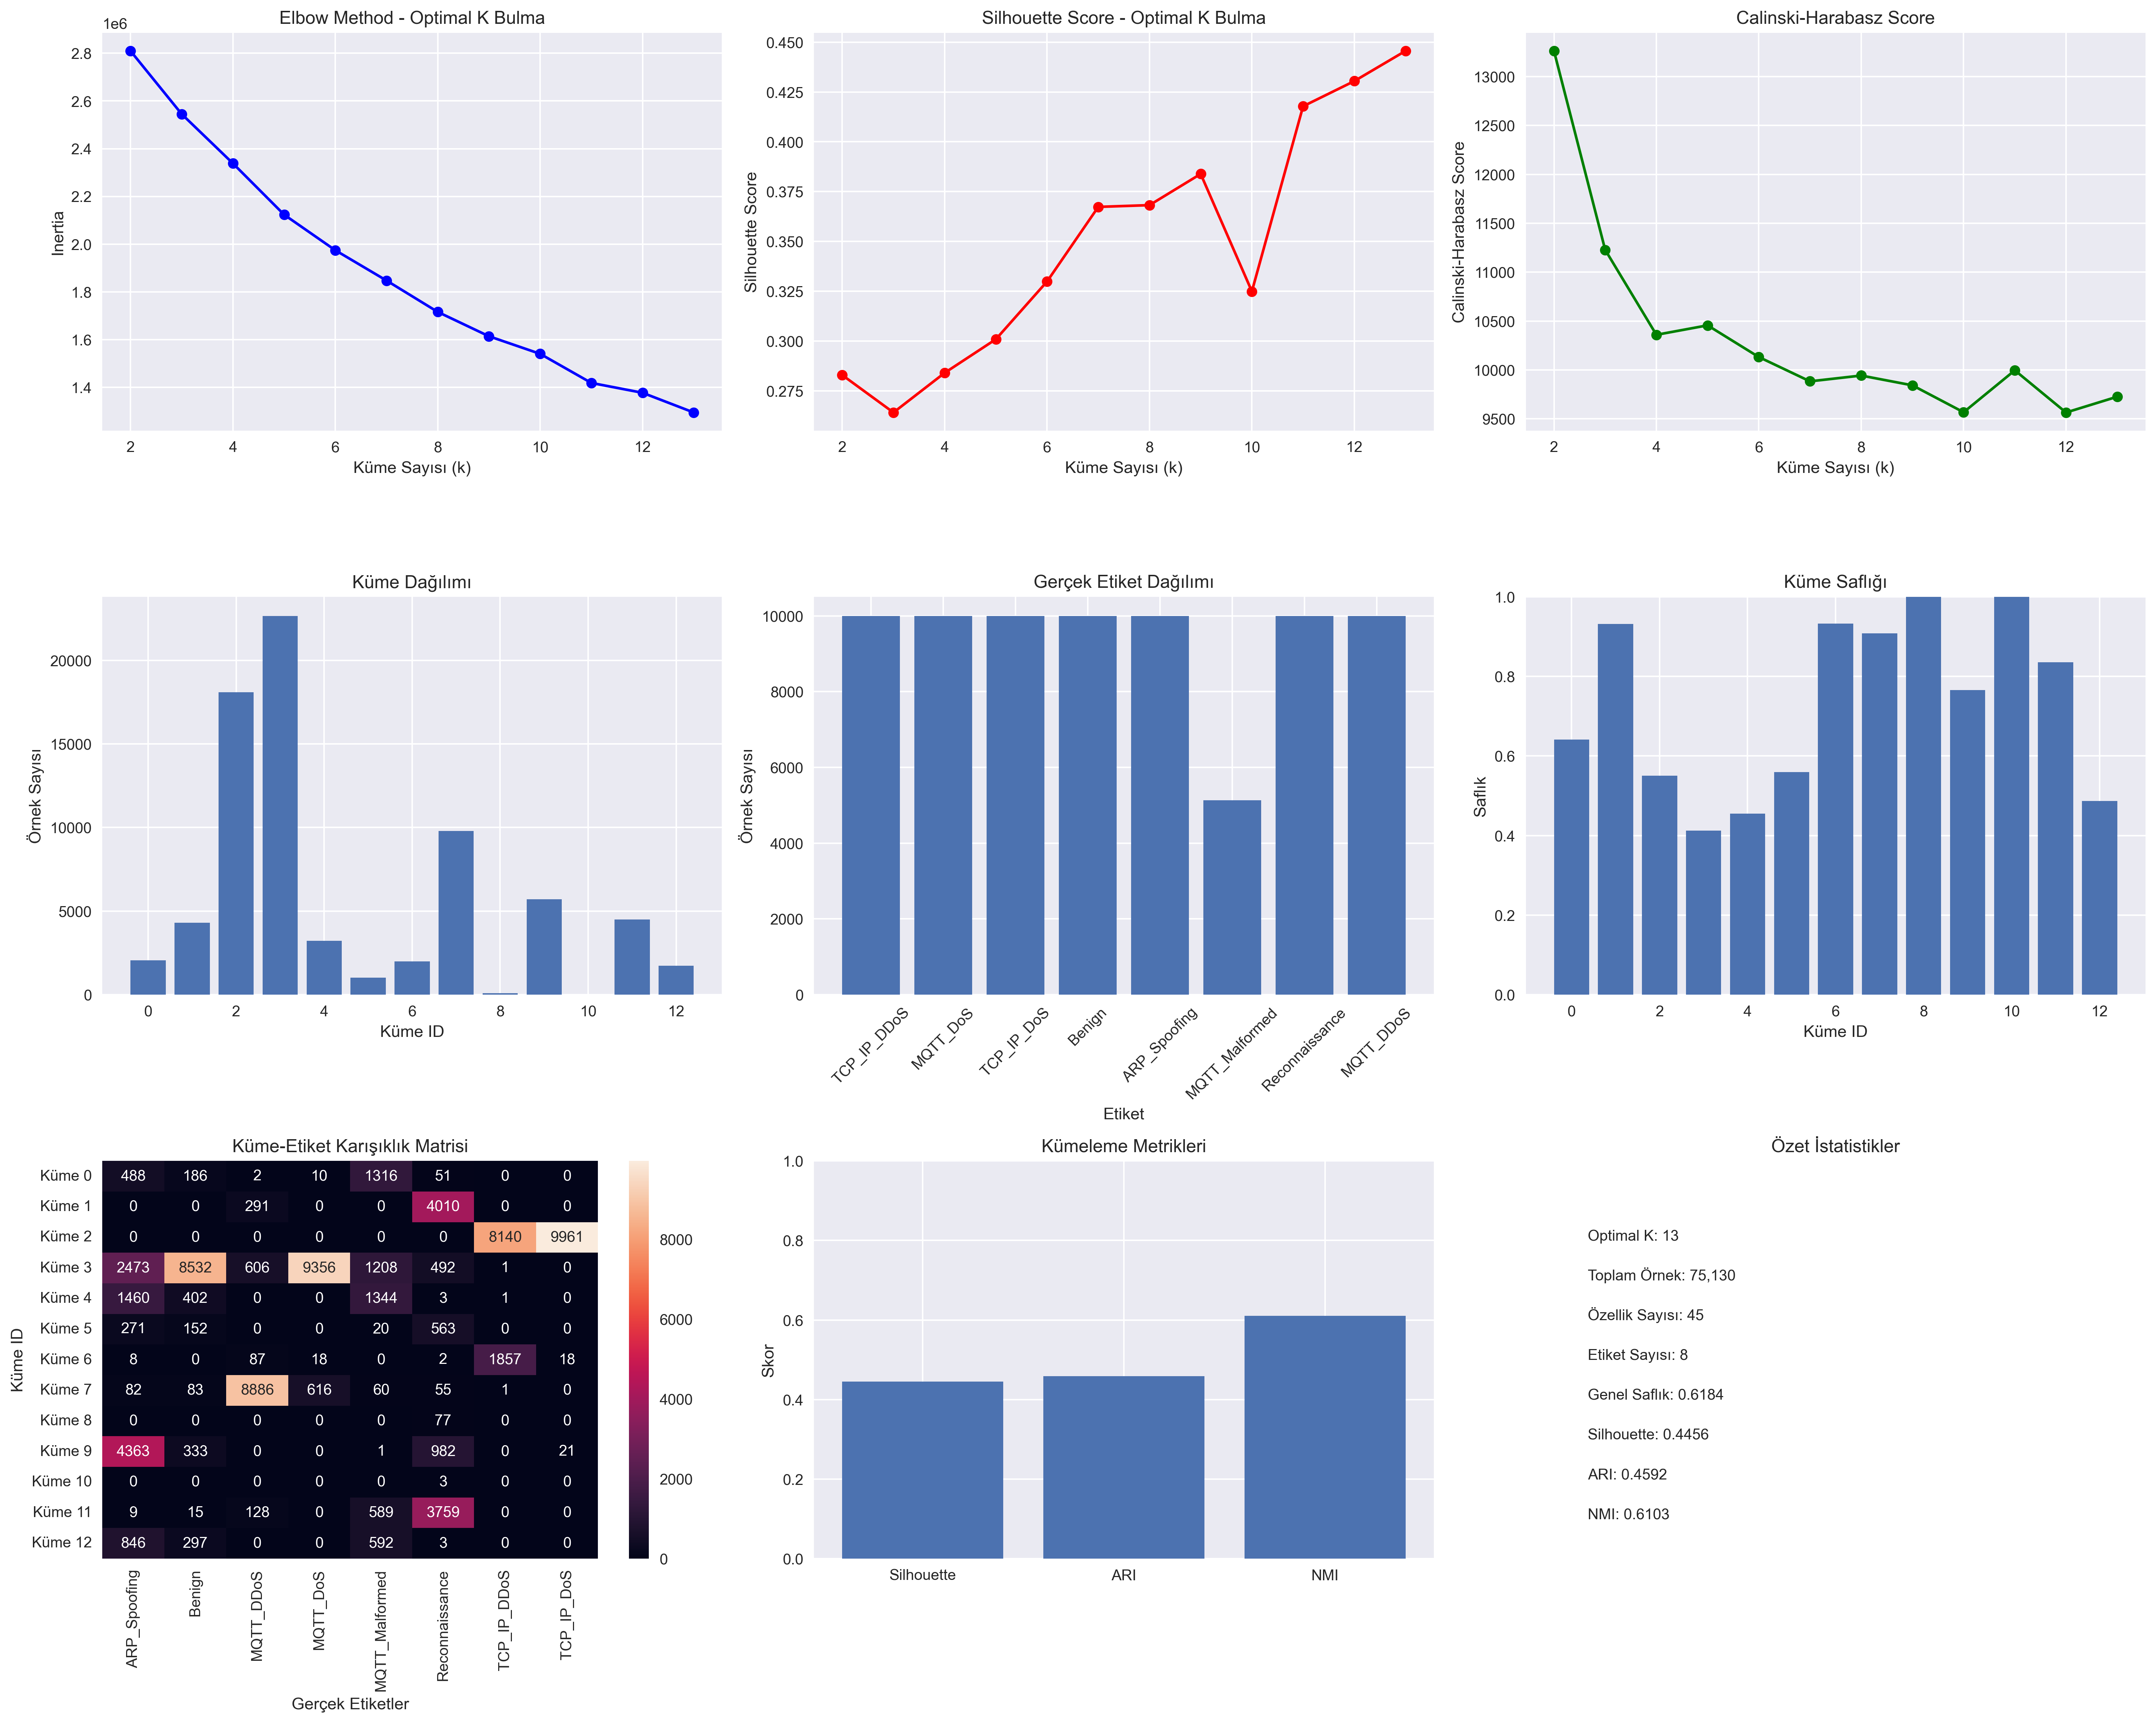 Elbow Method - Optimal K Bulma
1e6
2.8
2.6
2.4
2.2
2.0
1.8
1.6
1.4
Inertia
2 4 6 8 10 12
Küme Sayısı (k)
Silhouette Score - Optimal K Bulma
0.450
0.425
0.400
0.375
0.350
0.325
0.300
0.275
Silhouette Score
2 4 6 8 10 12
Küme Sayısı (k)
Calinski-Harabasz Score
13000
12500
12000
11500
11000
10500
10000
9500
Calinski-Harabasz Score
2 4 6 8 10 12
Küme Sayısı (k)
Küme Dağılımı
20000
15000
10000
5000
0
Örnek Sayısı
0 2 4 6 8 10 12
Küme ID
Gerçek Etiket Dağılımı
10000
8000
6000
4000
2000
0
Örnek Sayısı
TCP_IP_DDoS
MQTT_DoS
TCP_IP_DoS
Benign
ARP_Spoofing
MQTT_Malformed
Reconnaissance
MQTT_DDoS
Etiket
Küme Saflığı
1.0
0.8
0.6
0.4
0.2
0.0
Saflık
0 2 4 6 8 10 12
Küme ID
Küme-Etiket Karışıklık Matrisi
Küme 0 488 186 2 10 1316 51 0 0
Küme 1 0 0 291 0 0 4010 0 0
Küme 2 0 0 0 0 0 0 8140 9961
Küme 3 2473 8532 606 9356 1208 492 1 0
Küme 4 1460 402 0 0 1344 3 1 0
Küme 5 271 152 0 0 20 563 0 0
Küme 6 8 0 87 18 0 2 1857 18
Küme 7 82 83 8886 616 60 55 1 0
Küme 8 0 0 0 0 0 77 0 0
Küme 9 4363 333 0 0 1 982 0 21
Küme 10 0 0 0 0 0 3 0 0
Küme 11 9 15 128 0 589 3759 0 0
Küme 12 846 297 0 0 592 3 0 0
Küme ID
ARP_Spoofing
Benign
MQTT_DDoS
MQTT_DoS
MQTT_Malformed
Reconnaissance
TCP_IP_DDoS
TCP_IP_DoS
Gerçek Etiketler
8000
6000
4000
2000
0
Kümeleme Metrikleri
1.0
0.8
0.6
0.4
0.2
0.0
Skor
Silhouette ARI NMI
Özet İstatistikler
Optimal K: 13
Toplam Örnek: 75,130
Özellik Sayısı: 45
Etiket Sayısı: 8
Genel Saflık: 0.6184
Silhouette: 0.4456
ARI: 0.4592
NMI: 0.6103